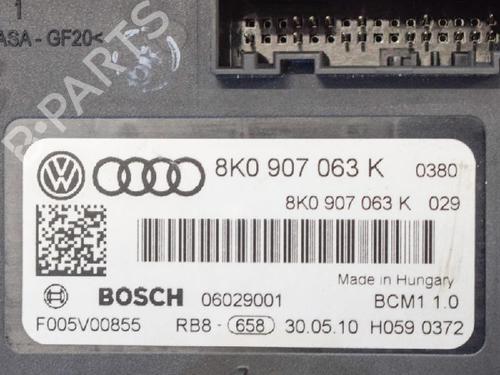 1
ASA - GF20<
B-PARTS
8K0 907 063 K 0380
8K0 907 063 K 029
Made in Hungary
BOSCH 06029001 BCM1 1.0
F005V00855 RB8 - 658 30.05.10 H059 0372